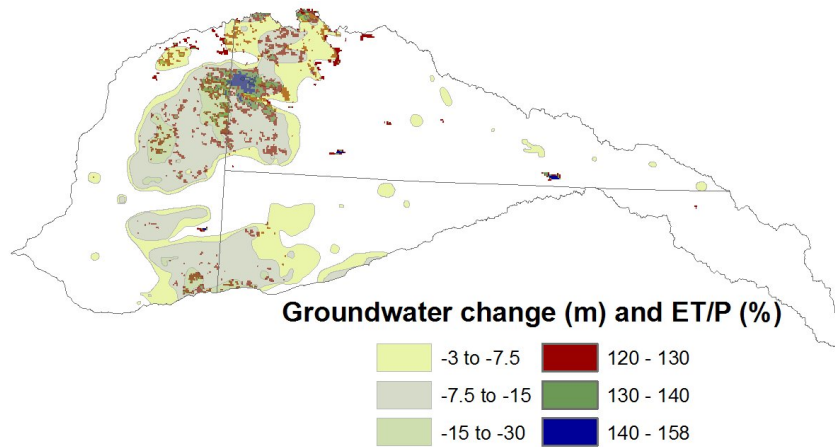 Groundwater change (m) and ET/P (%)
-3 to -7.5 120 - 130
-7.5 to -15 130 - 140
-15 to -30 140 - 158